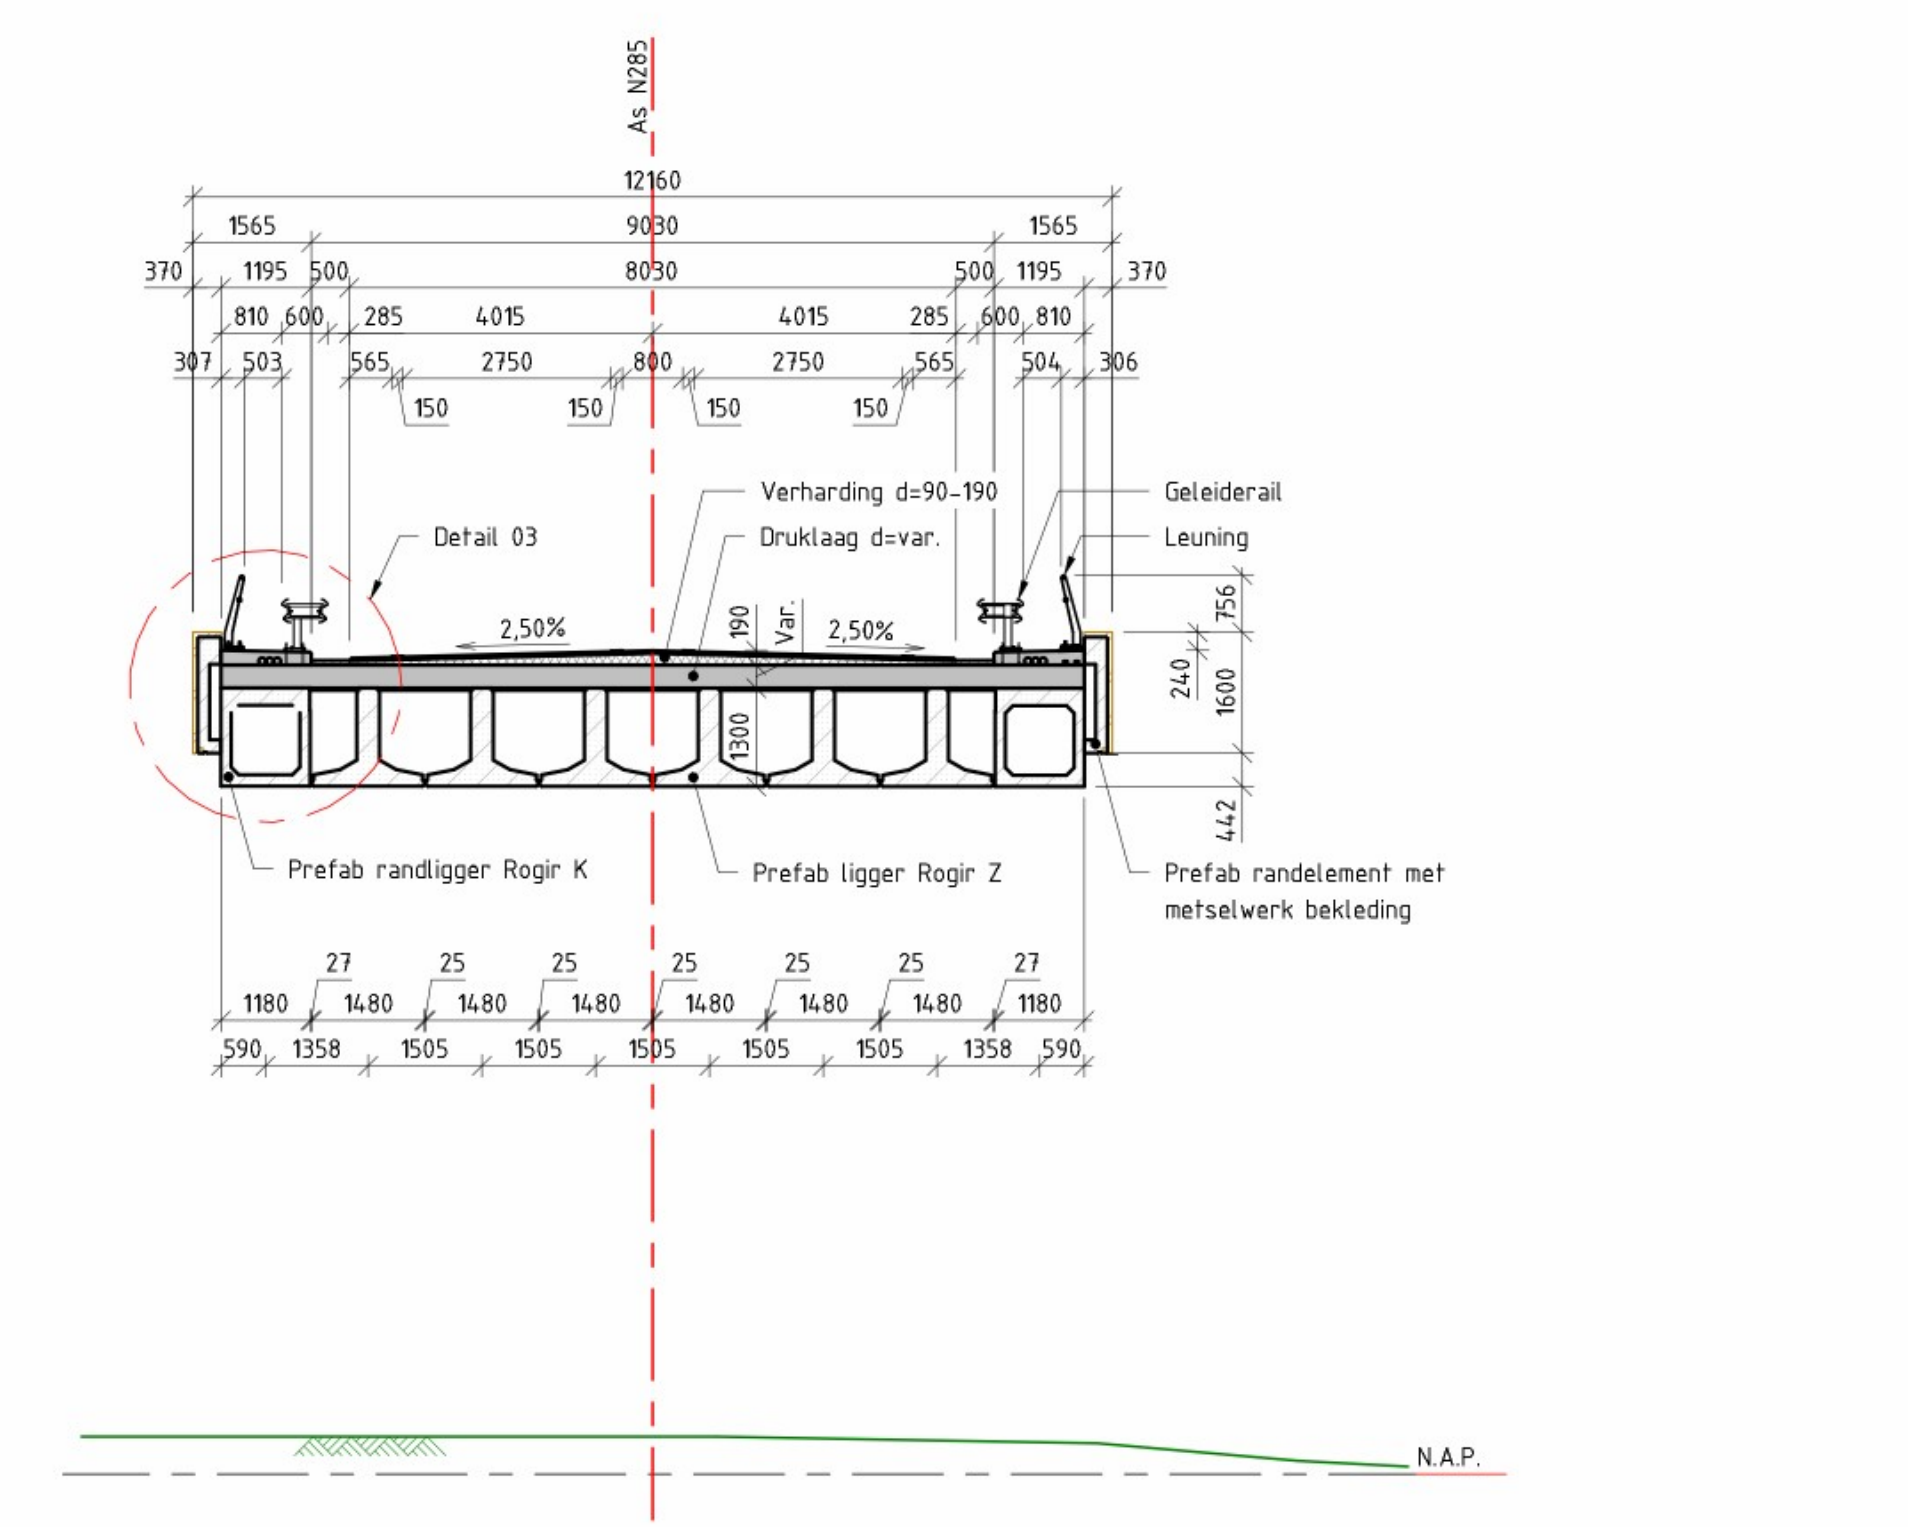 As N285
12160
1565 9030 1565
370 1195 500 8030 500 1195 370
810 600 285 4015 4015 285 600 810
307 503 565 2750 800 2750 565 504 306
150 150 150 150
Verharding d=90-190
Geleiderail
Detail 03
Druklaag d=var.
Leuning
756
190
Var.
2,50%
2,50%
240
1600
1300
442
Prefab randligger Rogir K
Prefab ligger Rogir Z
Prefab randelement met
metselwerk bekleding
27 25 25 25 25 25 27
1180 1480 1480 1480 1480 1480 1480 1180
590 1358 1505 1505 1505 1505 1505 1358 590
N.A.P.